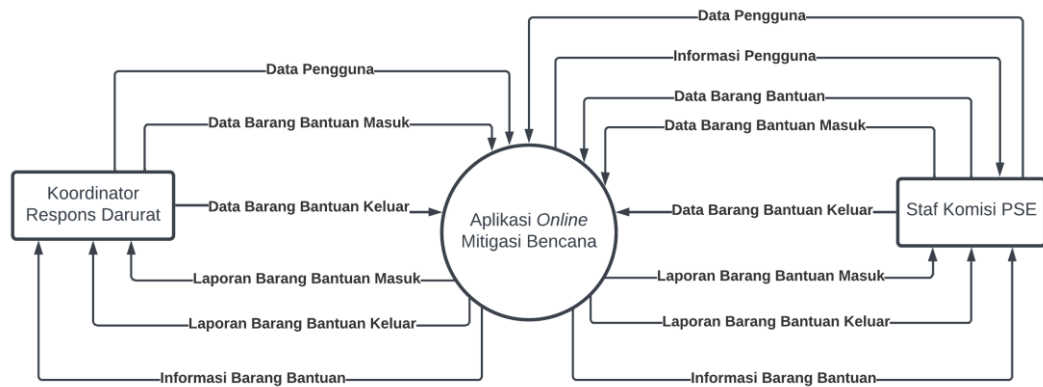 Data Pengguna
Informasi Pengguna
Data Pengguna
Data Barang Bantuan
Data Barang Bantuan Masuk
Data Barang Bantuan Masuk
Koordinator
Respons Darurat
Data Barang Bantuan Keluar
Aplikasi Online
Mitigasi Bencana
Data Barang Bantuan Keluar
Staf Komisi PSE
Laporan Barang Bantuan Masuk
Laporan Barang Bantuan Masuk
Laporan Barang Bantuan Keluar
Laporan Barang Bantuan Keluar
Informasi Barang Bantuan
Informasi Barang Bantuan